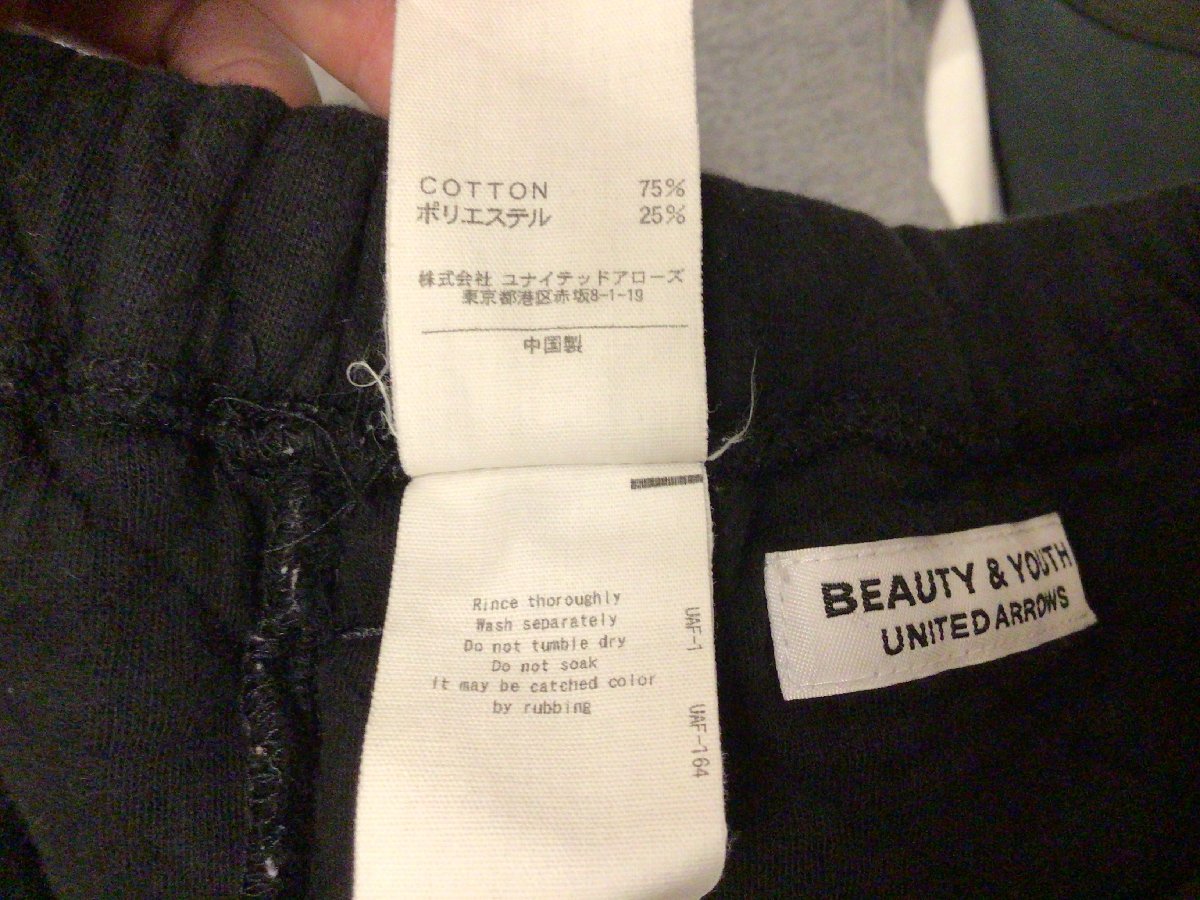 COTTON 75%
ポリエステル 25%
株式会社 ユナイテッドアローズ
東京都港区赤坂8-1-19
中国製
Rince thoroughly
Wash separately
Do not tumble dry
Do not soak
It may be catched color
by rubbing
UAF-1
UAF-164
BEAUTY & YOUTH
UNITED ARROWS